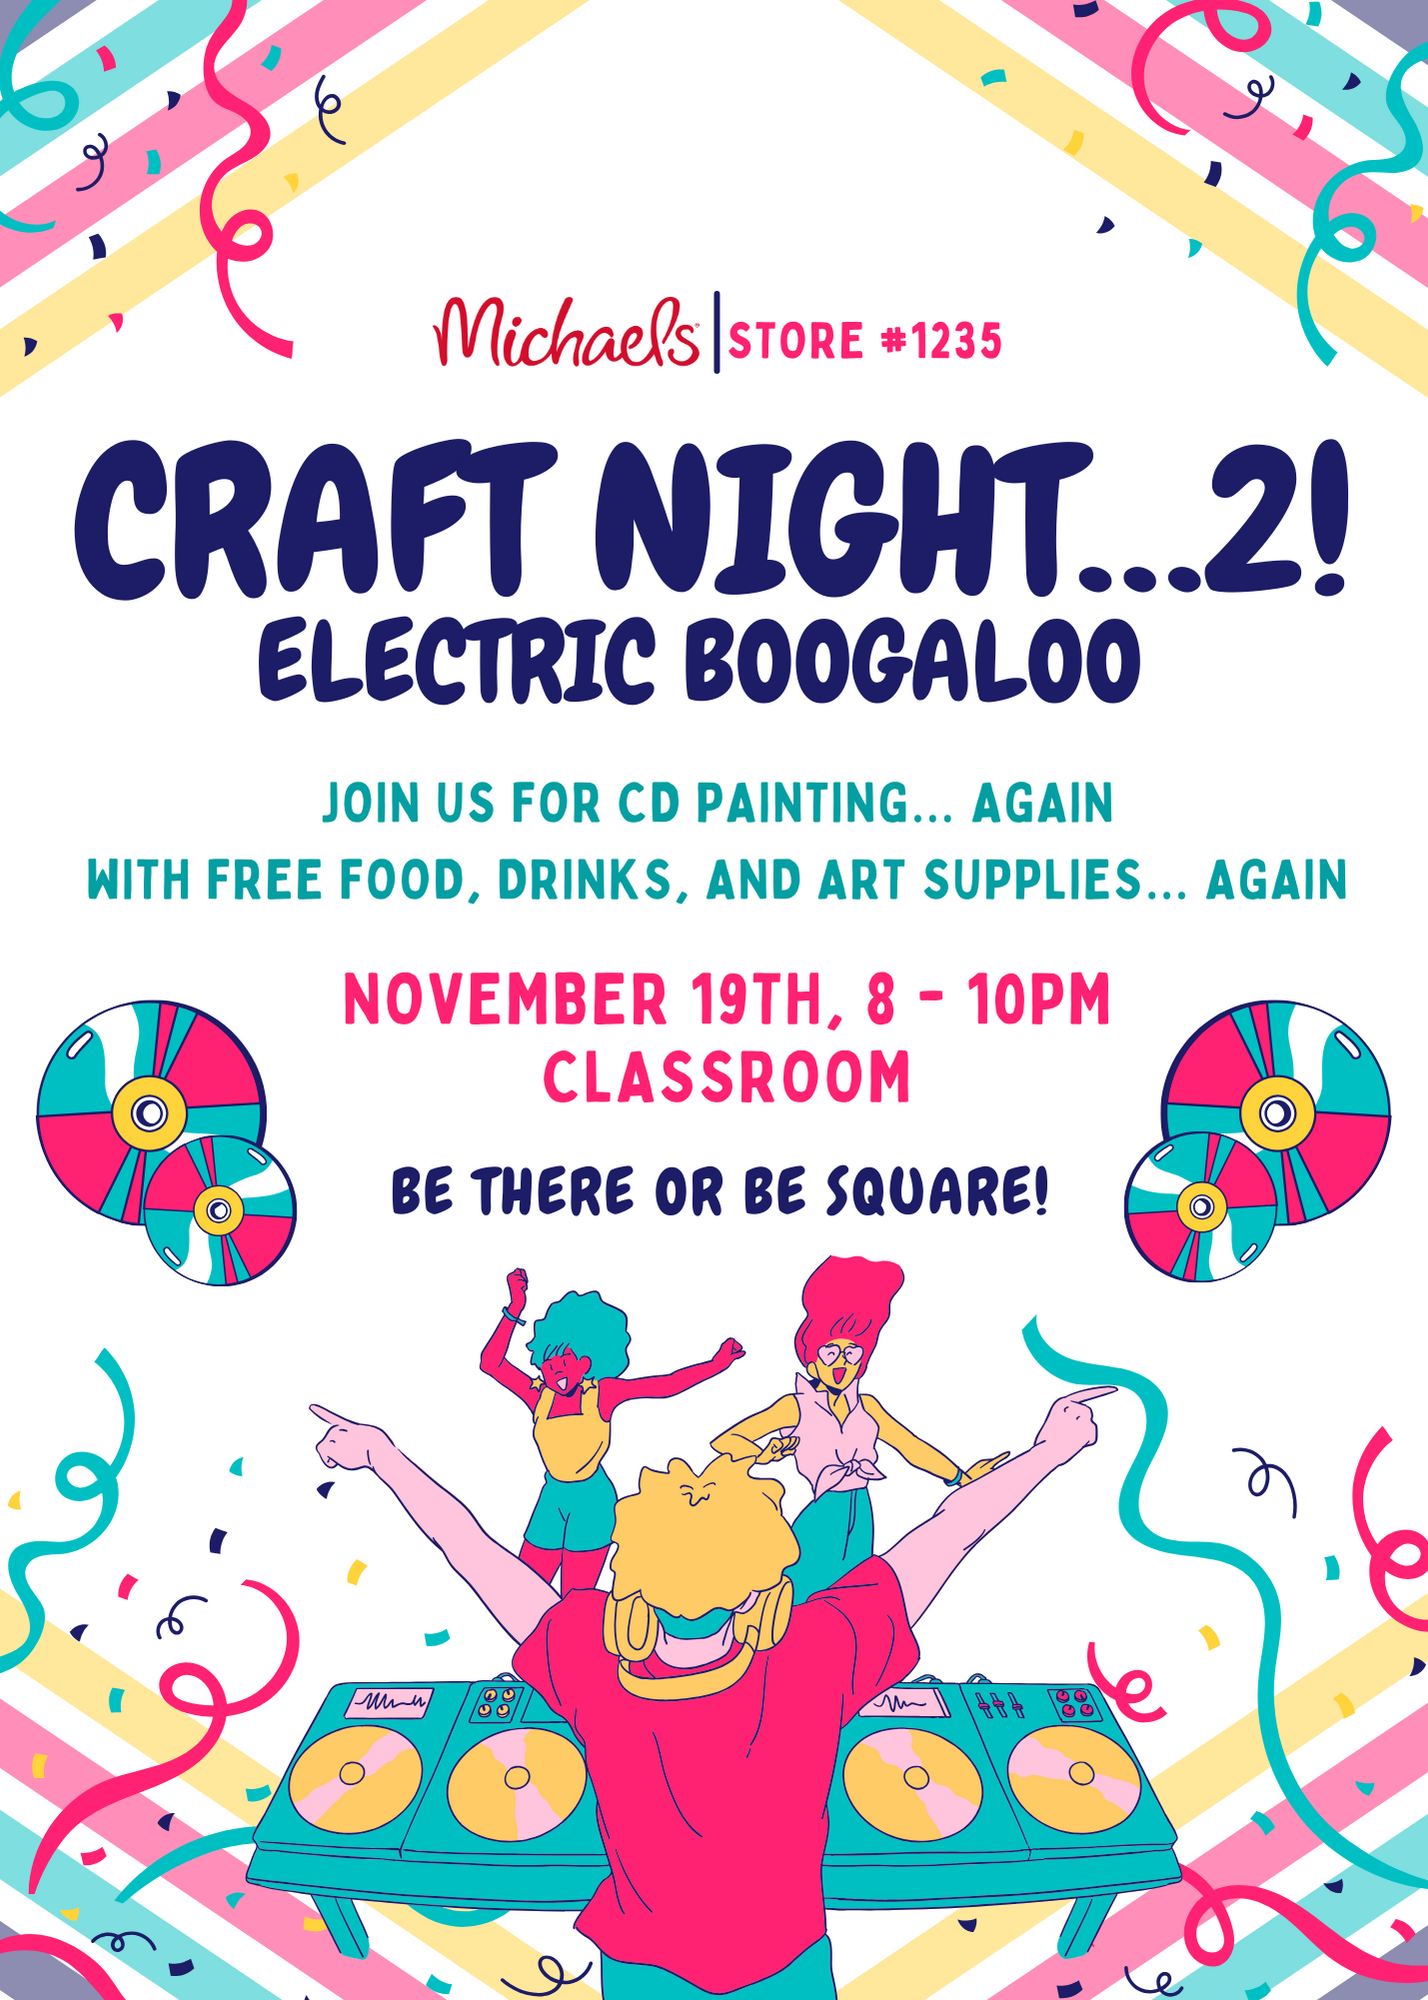 Michaels | STORE #1235
CRAFT NIGHT...2!
ELECTRIC BOOGALOO
JOIN US FOR CD PAINTING... AGAIN
WITH FREE FOOD, DRINKS, AND ART SUPPLIES... AGAIN
NOVEMBER 19TH, 8 - 10PM
CLASSROOM
BE THERE OR BE SQUARE!